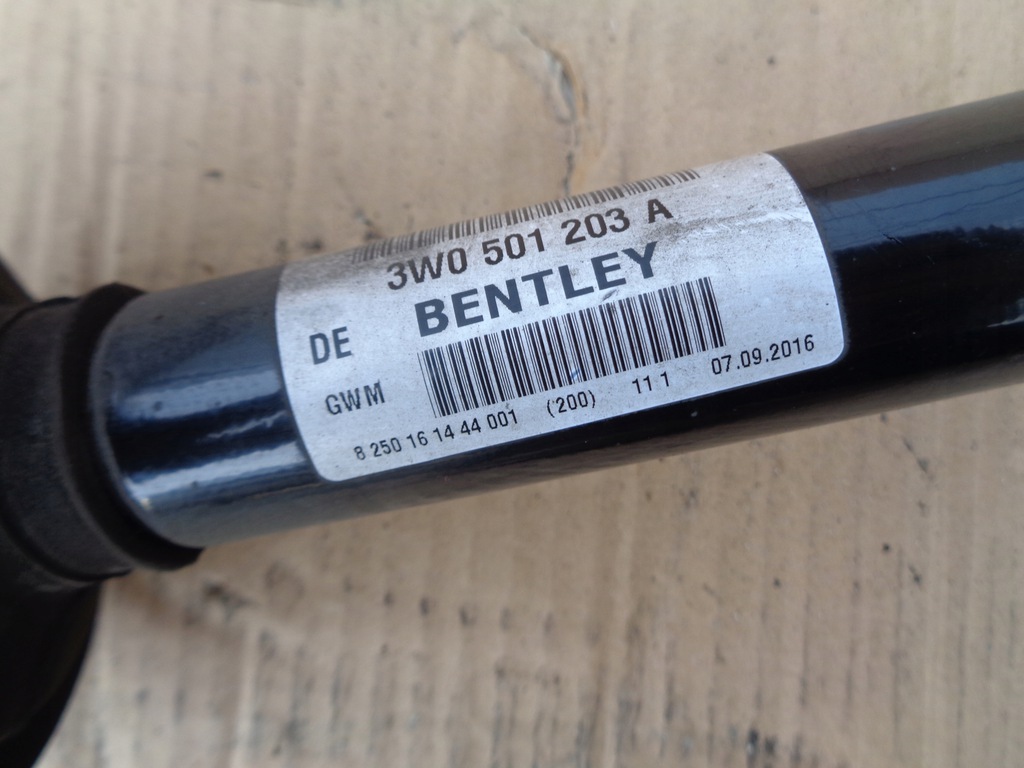 3W0 501 203 A
BENTLEY
DE
GWM
8 250 16 14 44 001 (200) 11 1 07.09.2016